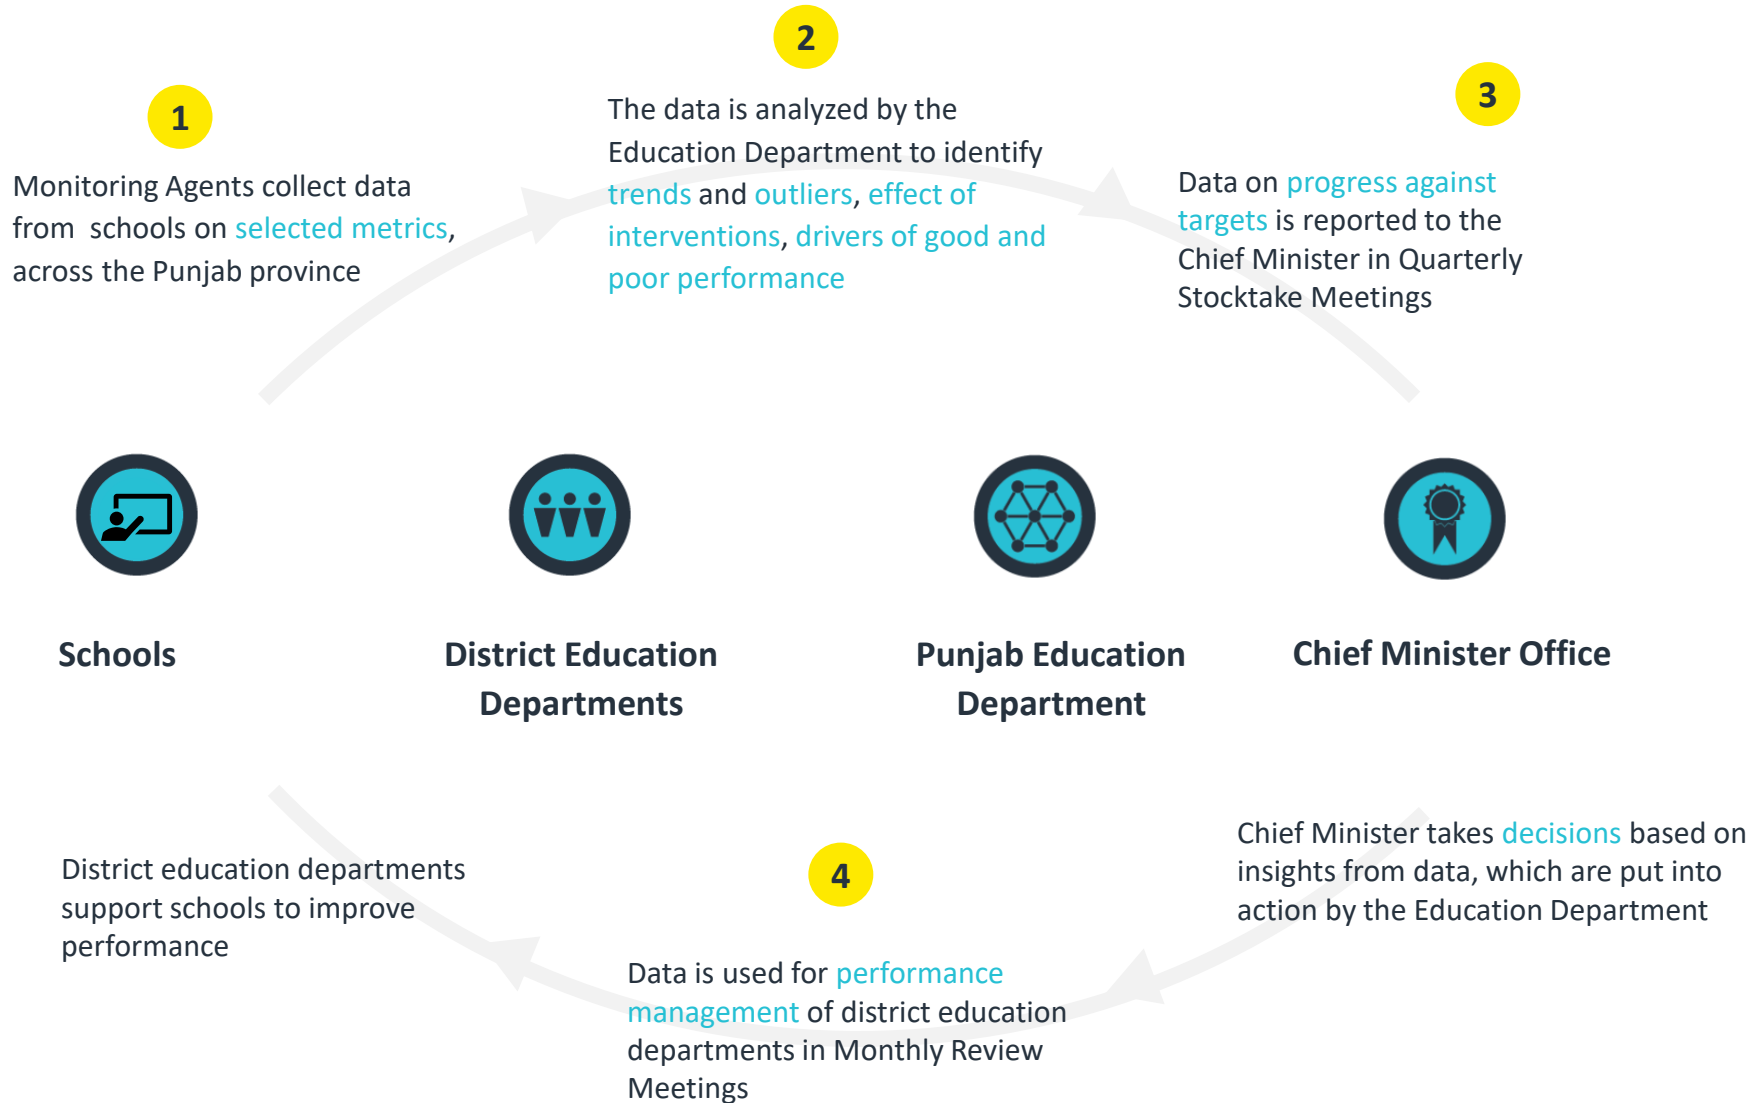 1
Monitoring Agents collect data
from schools on selected metrics,
across the Punjab province
2
The data is analyzed by the
Education Department to identify
trends and outliers, effect of
interventions, drivers of good and
poor performance
3
Data on progress against
targets is reported to the
Chief Minister in Quarterly
Stocktake Meetings
Schools
District Education
Departments
Punjab Education
Department
Chief Minister Office
District education departments
support schools to improve
performance
4
Data is used for performance
management of district education
departments in Monthly Review
Meetings
Chief Minister takes decisions based on
insights from data, which are put into
action by the Education Department